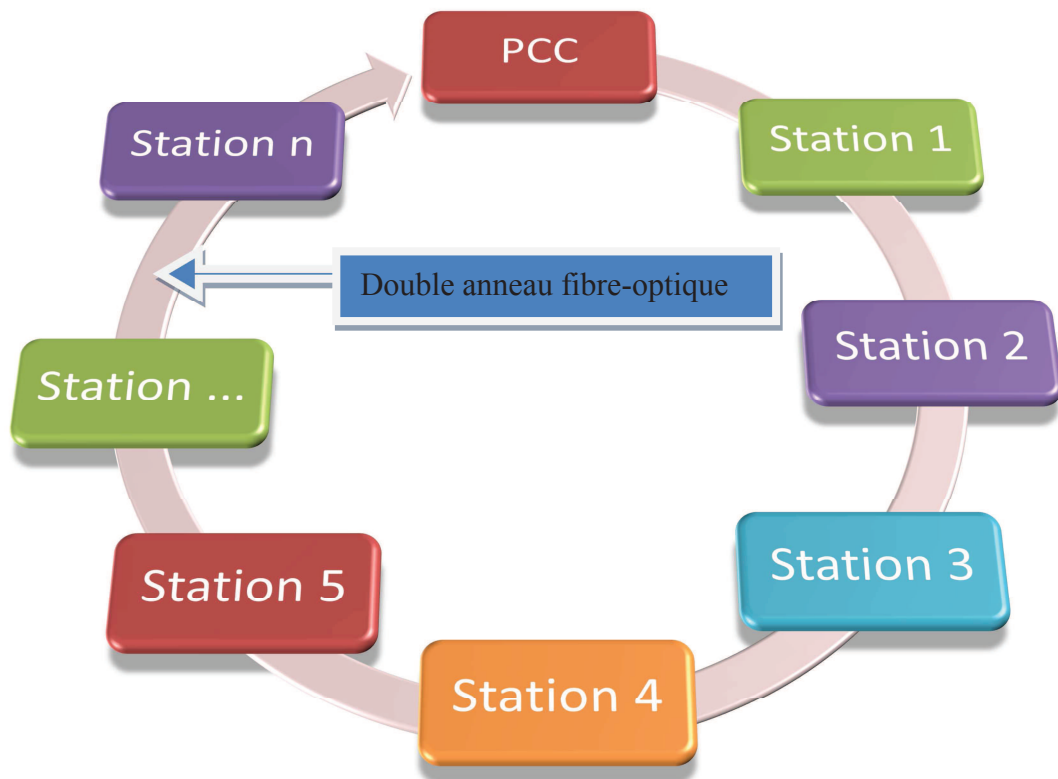 PCC
Station 1
Station 2
Station 3
Station 4
Station 5
Station ...
Station n
Double anneau fibre-optique